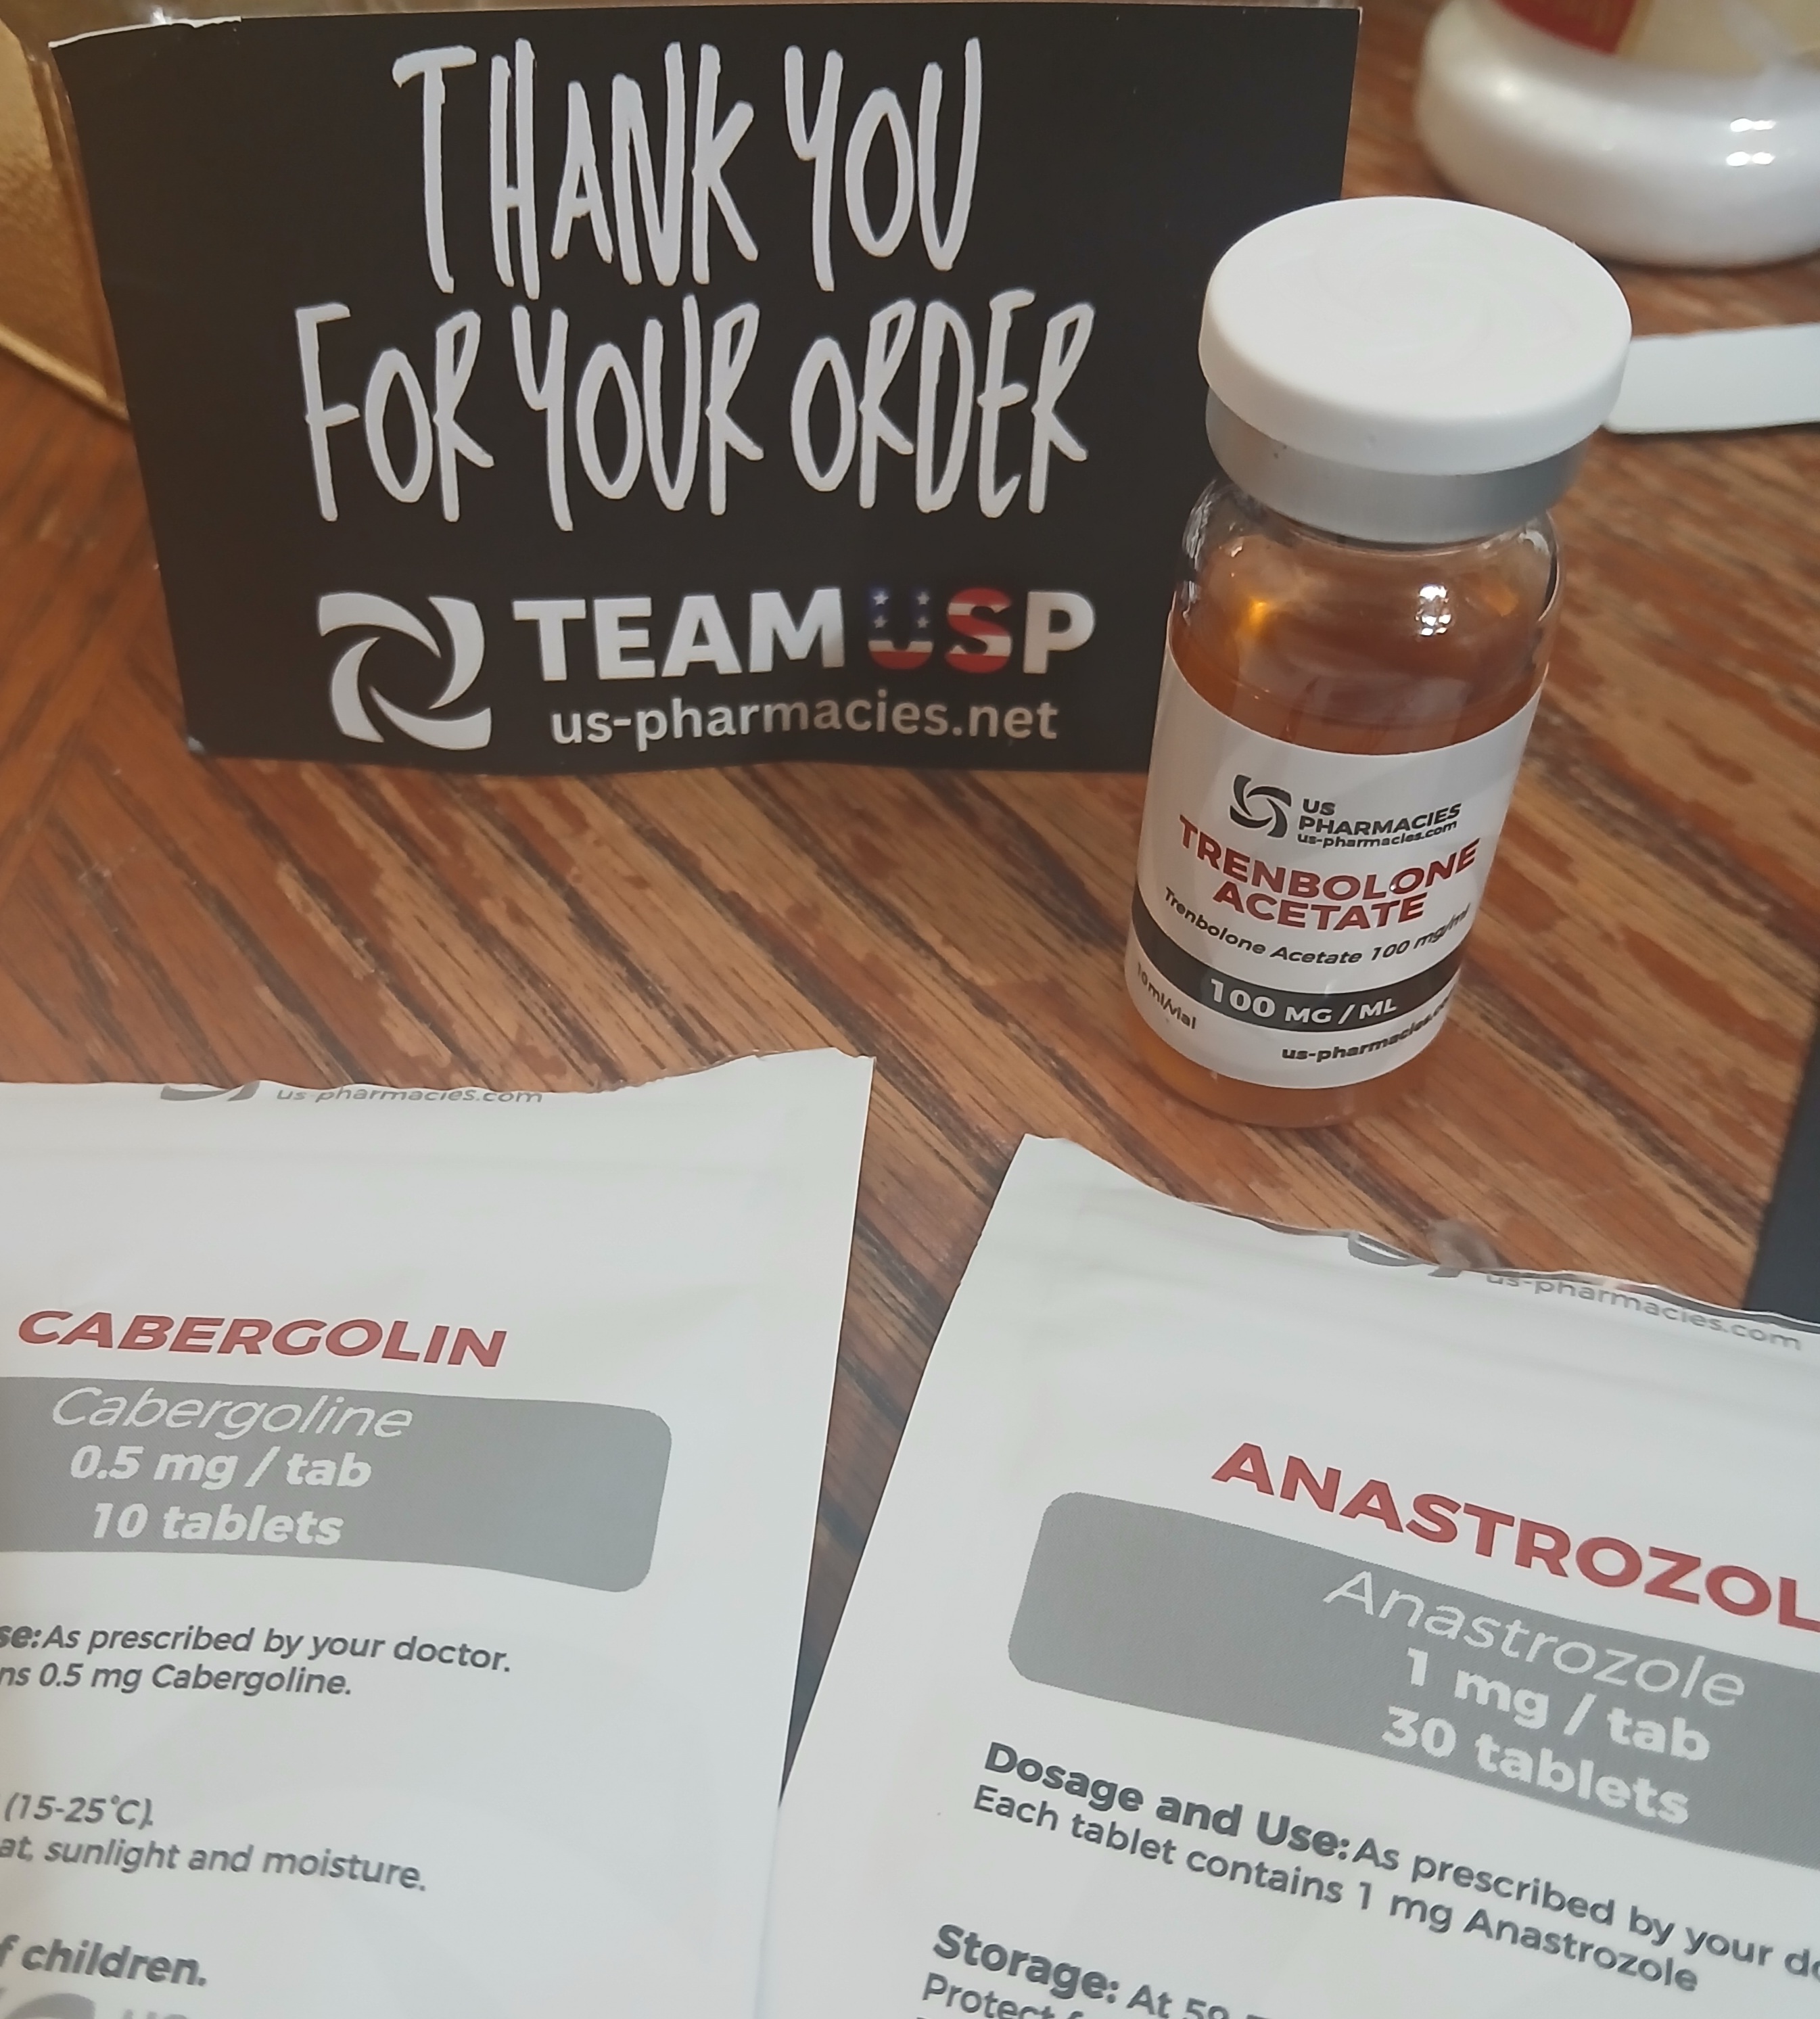 THANK YOU
FOR YOUR ORDER
TEAM USP
us-pharmacies.net
US
PHARMACIES
us-pharmacies.com
TRENBOLONE
ACETATE
Trenbolone Acetate 100 mg/ml
100 MG / ML
10ml/vial
us-pharmacies.
us-pharmacies.com
CABERGOLIN
Cabergoline
0.5 mg / tab
10 tablets
se: As prescribed by your doctor.
ns 0.5 mg Cabergoline.
(15-25°C).
at, sunlight and moisture.
f children.
us-pharmacies.com
ANASTROZOL
Anastrozole
1 mg / tab
30 tablets
Dosage and Use: As prescribed by your do
Each tablet contains 1 mg Anastrozole
Storage: At 59
Protect